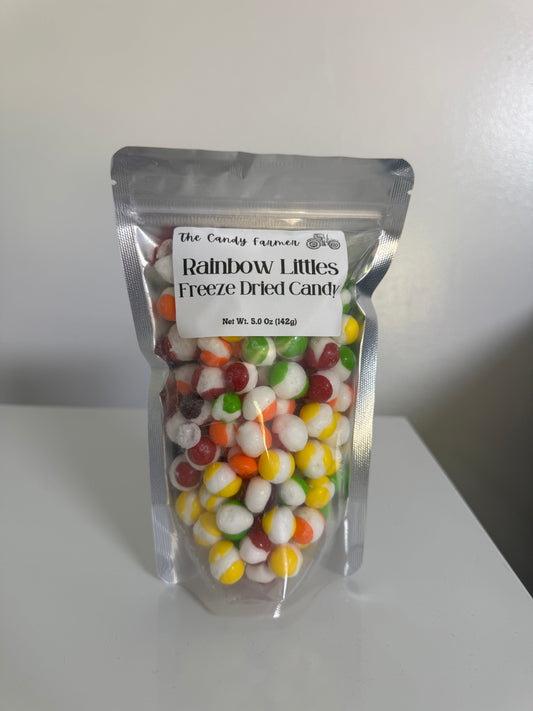 The Candy Farmer
Rainbow Littles
Freeze Dried Candy
Net Wt. 5.0 Oz (142g)